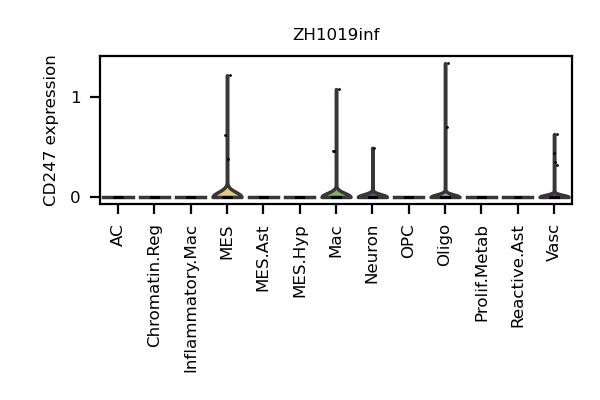 ZH1019inf
CD247 expression
1
0
AC
Chromatin.Reg
Inflammatory.Mac
MES
MES.Ast
MES.Hyp
Mac
Neuron
OPC
Oligo
Prolif.Metab
Reactive.Ast
Vasc